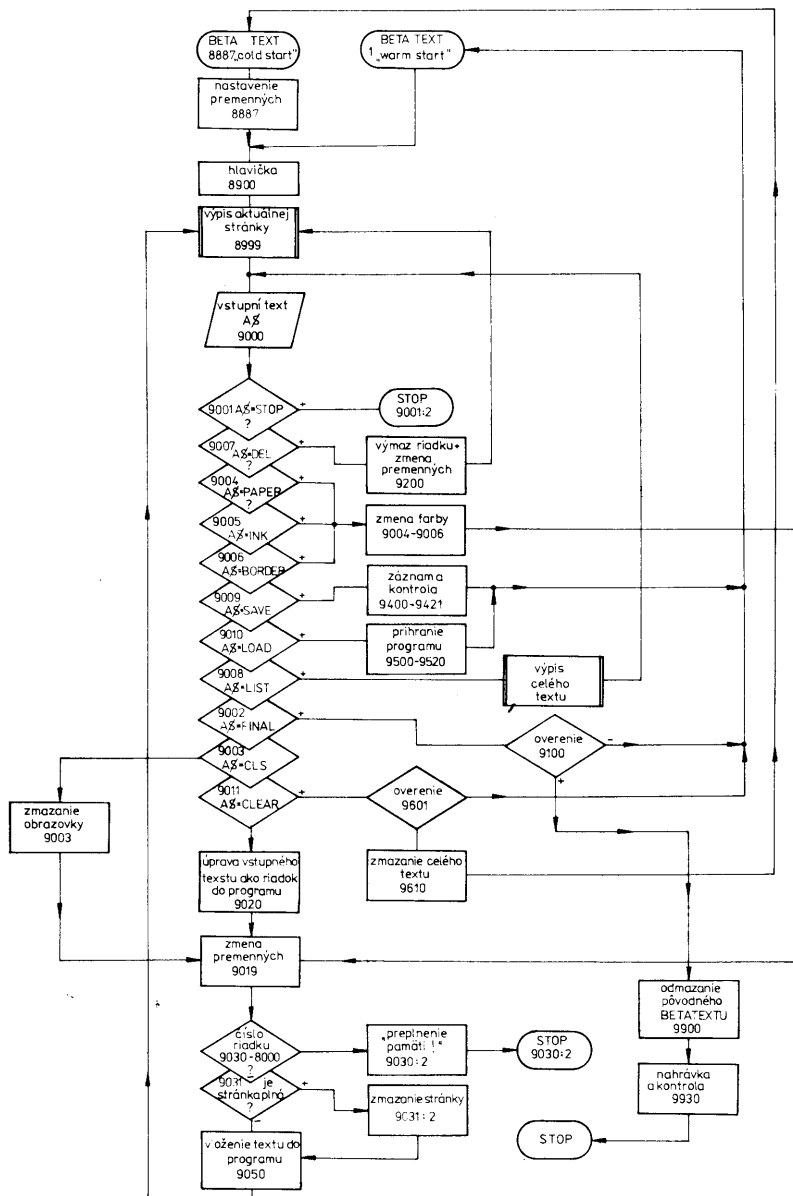 BETA TEXT
8887„cold start"
BETA TEXT
1 „warm start"
nastavenie
premenných
8887
hlavička
8900
výpis aktuálnej
stránky
8999
vstupní text
A$
9000
9001 A$=STOP
?
STOP
9001:2
9007
A$=DEL
?
výmaz riadku+
zmena
premenných
9200
9004
A$=PAPER
?
9005
A$=INK
zmena farby
9004-9006
9006
A$=BORDER
9009
A$=SAVE
záznam a
kontrola
9400-9421
9010
A$=LOAD
prihranie
programu
9500-9520
9008
A$=LIST
výpis
celého
textu
9002
A$=FINAL
overenie
9100
9003
A$=CLS
9011
A$=CLEAR
overenie
9601
zmazanie
obrazovky
9003
úprava vstupného
texstu ako riadok
do programu
9020
zmazanie celého
textu
9610
zmena
premenných
9019
odmazanie
pôvodného
BETATEXTU
9900
číslo
riadku
9030-8000
?
„preplnenie
pamäti !"
9030:2
STOP
9030:2
nahrávka
a kontrola
9930
9031 je
stránka plná
?
zmazanie stránky
9031:2
STOP
vloženie textu do
programu
9050